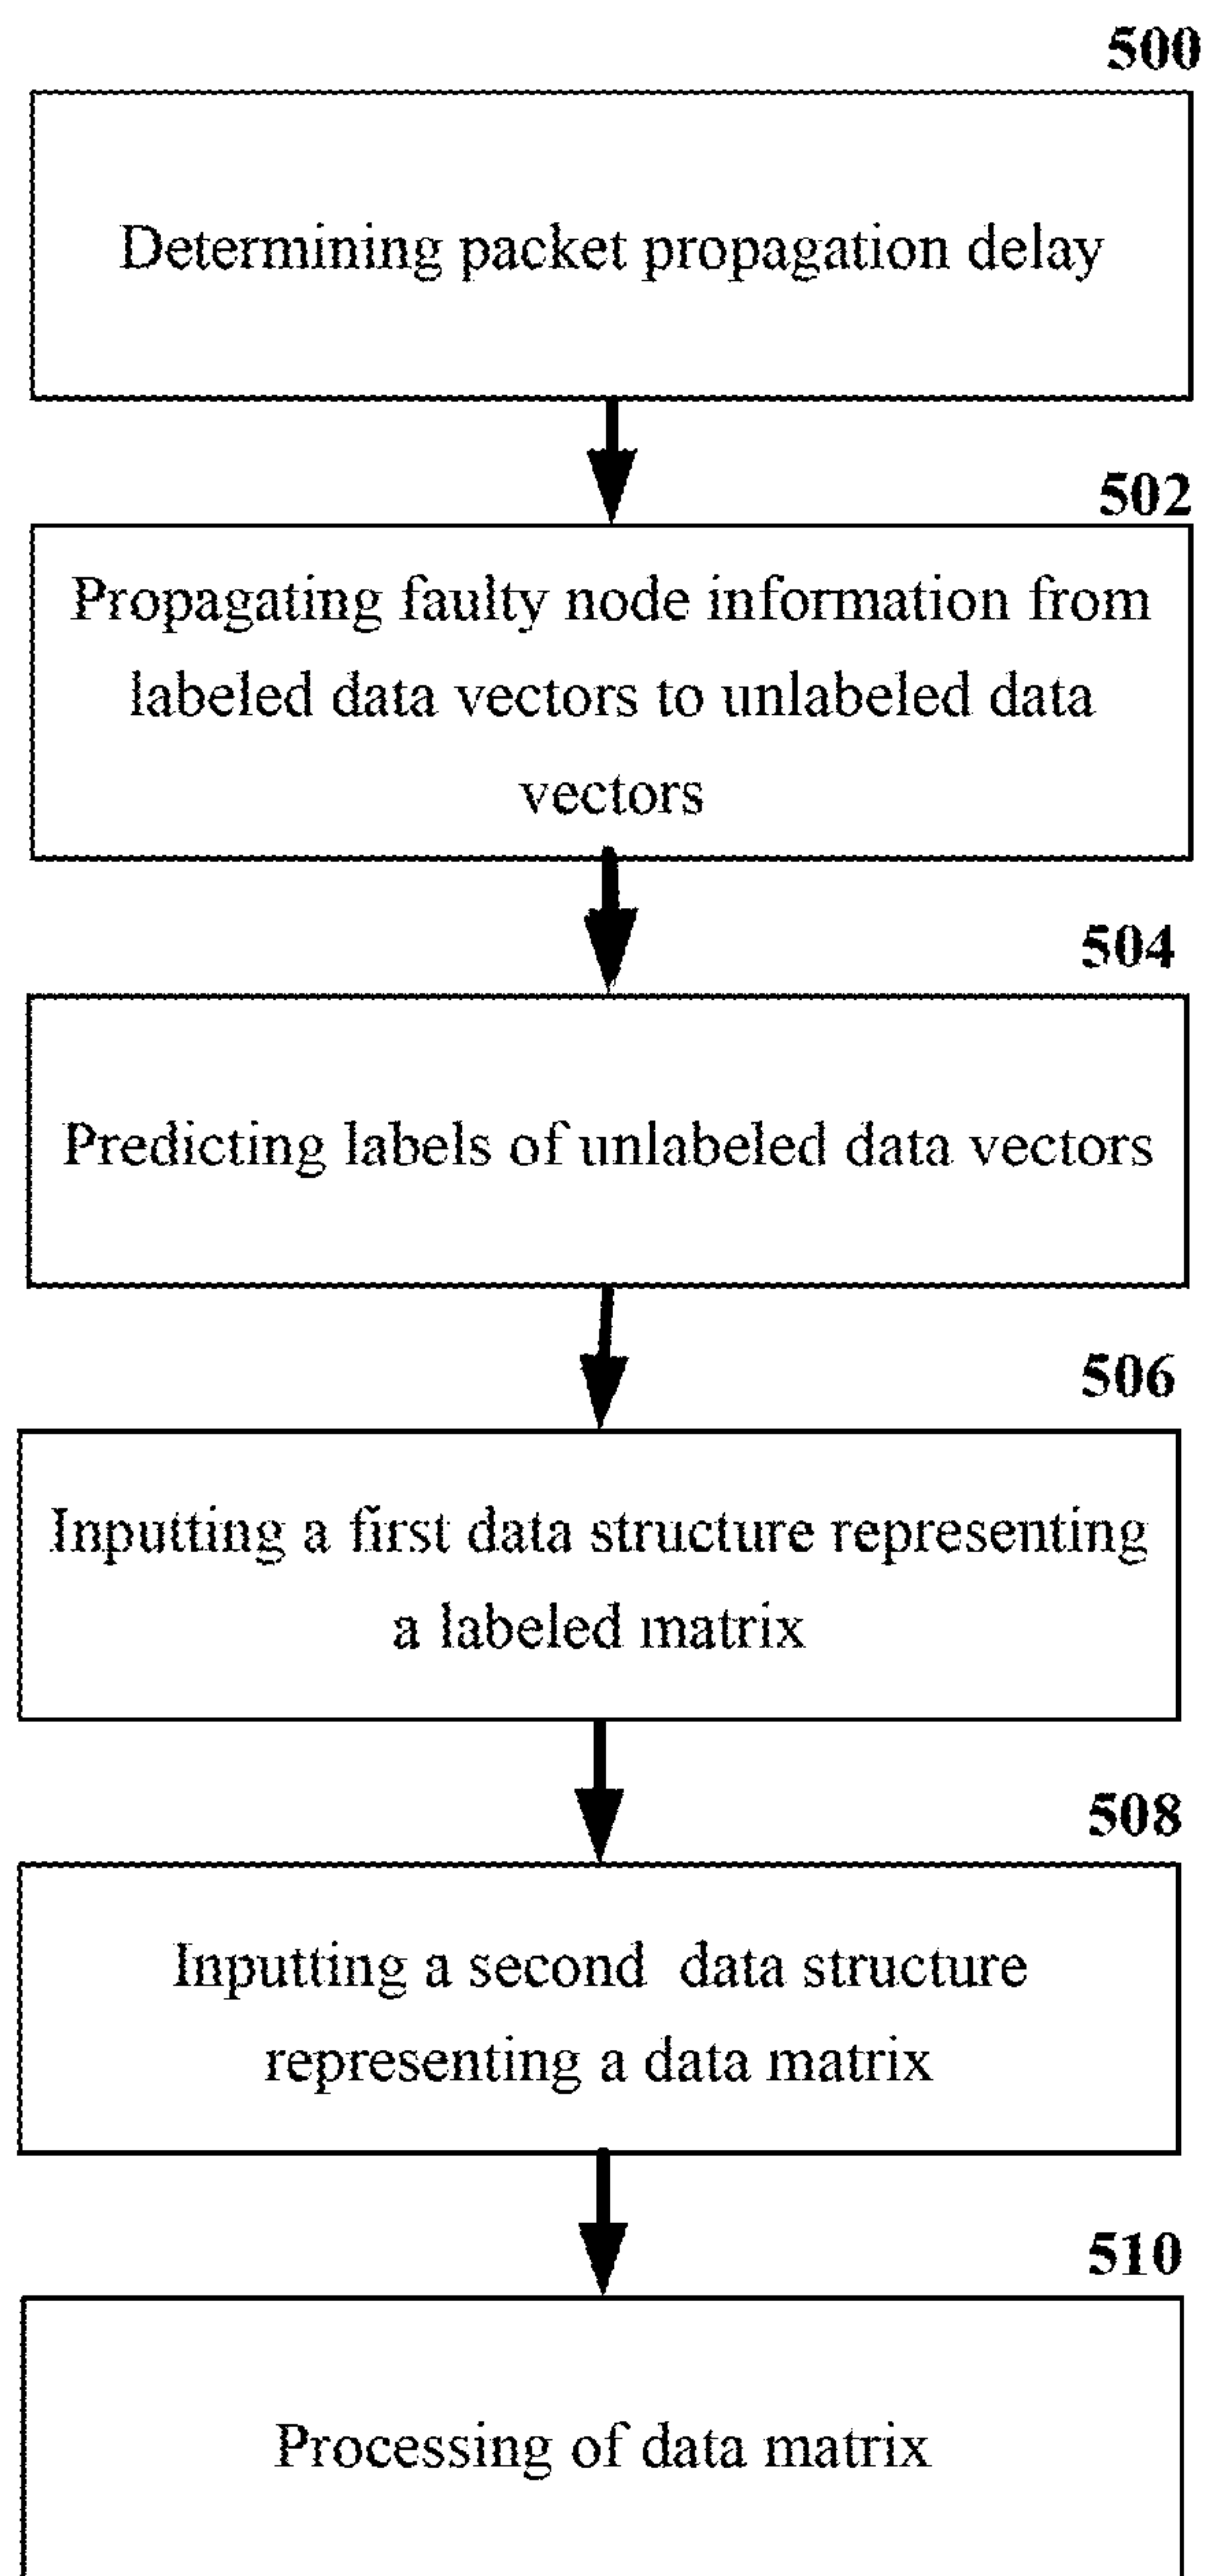 500
Determining packet propagation delay
502
Propagating faulty node information from
labeled data vectors to unlabeled data
vectors
504
Predicting labels of unlabeled data vectors
506
Inputting a first data structure representing
a labeled matrix
508
Inputting a second data structure
representing a data matrix
510
Processing of data matrix